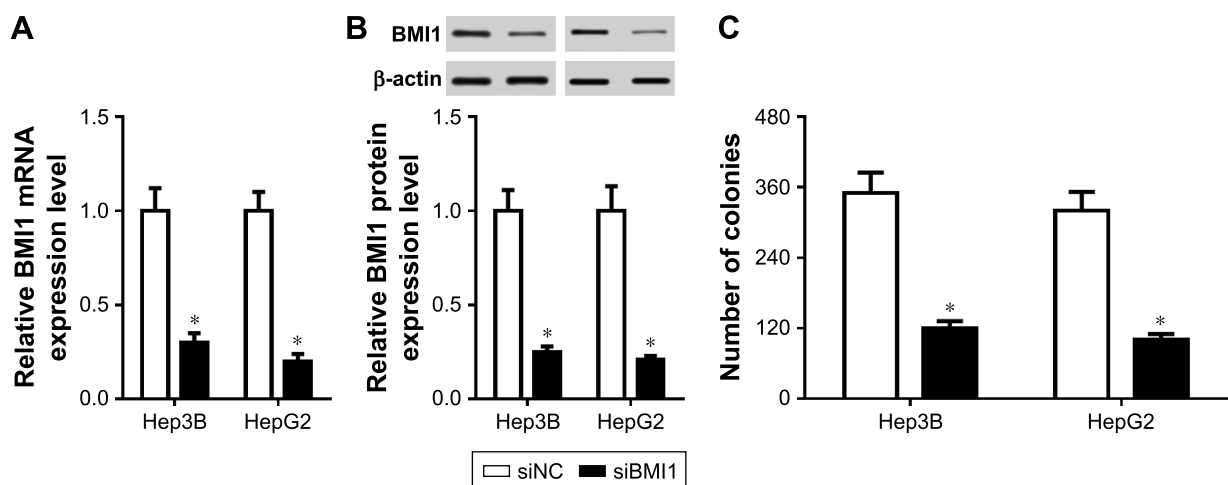 A
Relative BMI1 mRNA
expression level
1.5
1.0
0.5
0.0
*
*
Hep3B
HepG2
B
BMI1
β-actin
Relative BMI1 protein
expression level
1.5
1.0
0.5
0.0
*
*
Hep3B
HepG2
C
Number of colonies
480
360
240
120
0
*
*
Hep3B
HepG2
siNC siBMI1